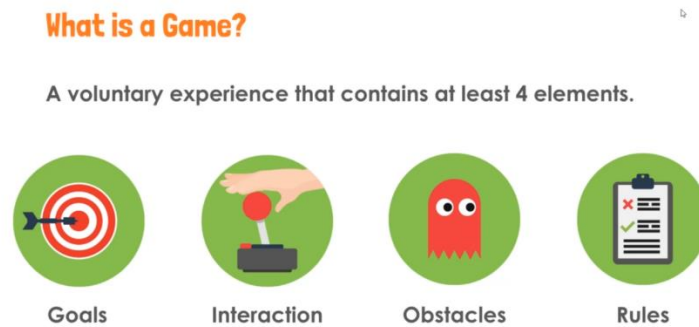 What is a Game?
A voluntary experience that contains at least 4 elements.
Goals
Interaction
Obstacles
Rules